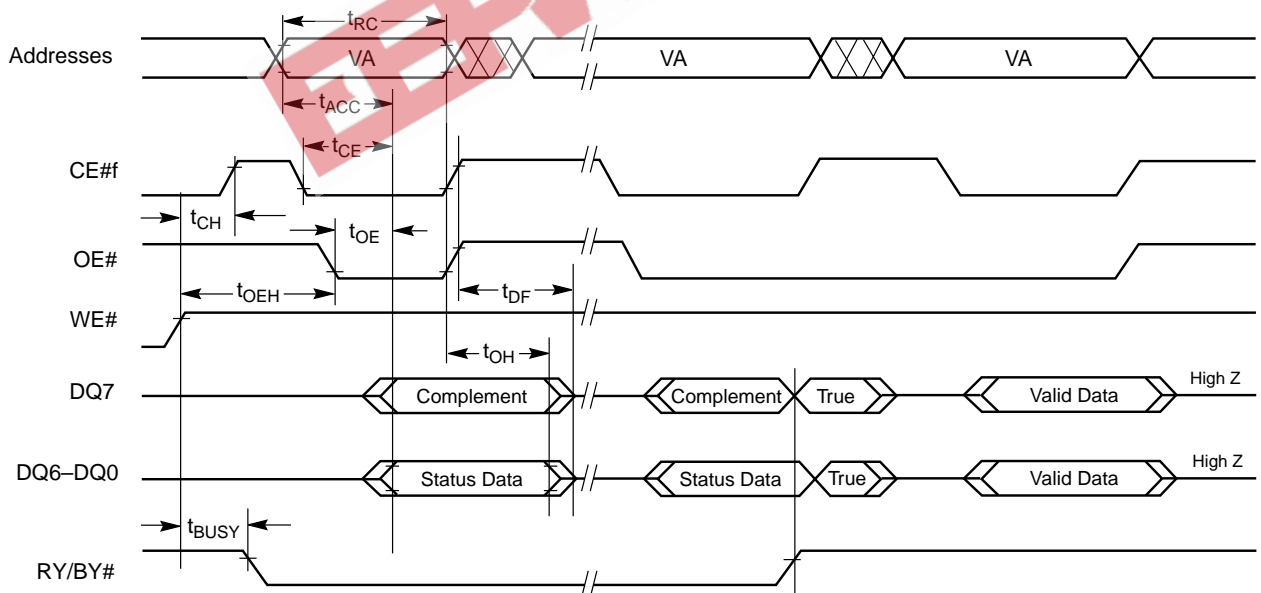 tRC
Addresses VA VA VA
tACC
tCE
CE#f
tCH tOE
OE#
tOEH tDF
WE#
tOH
DQ7 Complement Complement True Valid Data High Z
DQ6–DQ0 Status Data Status Data True Valid Data High Z
tBUSY
RY/BY#